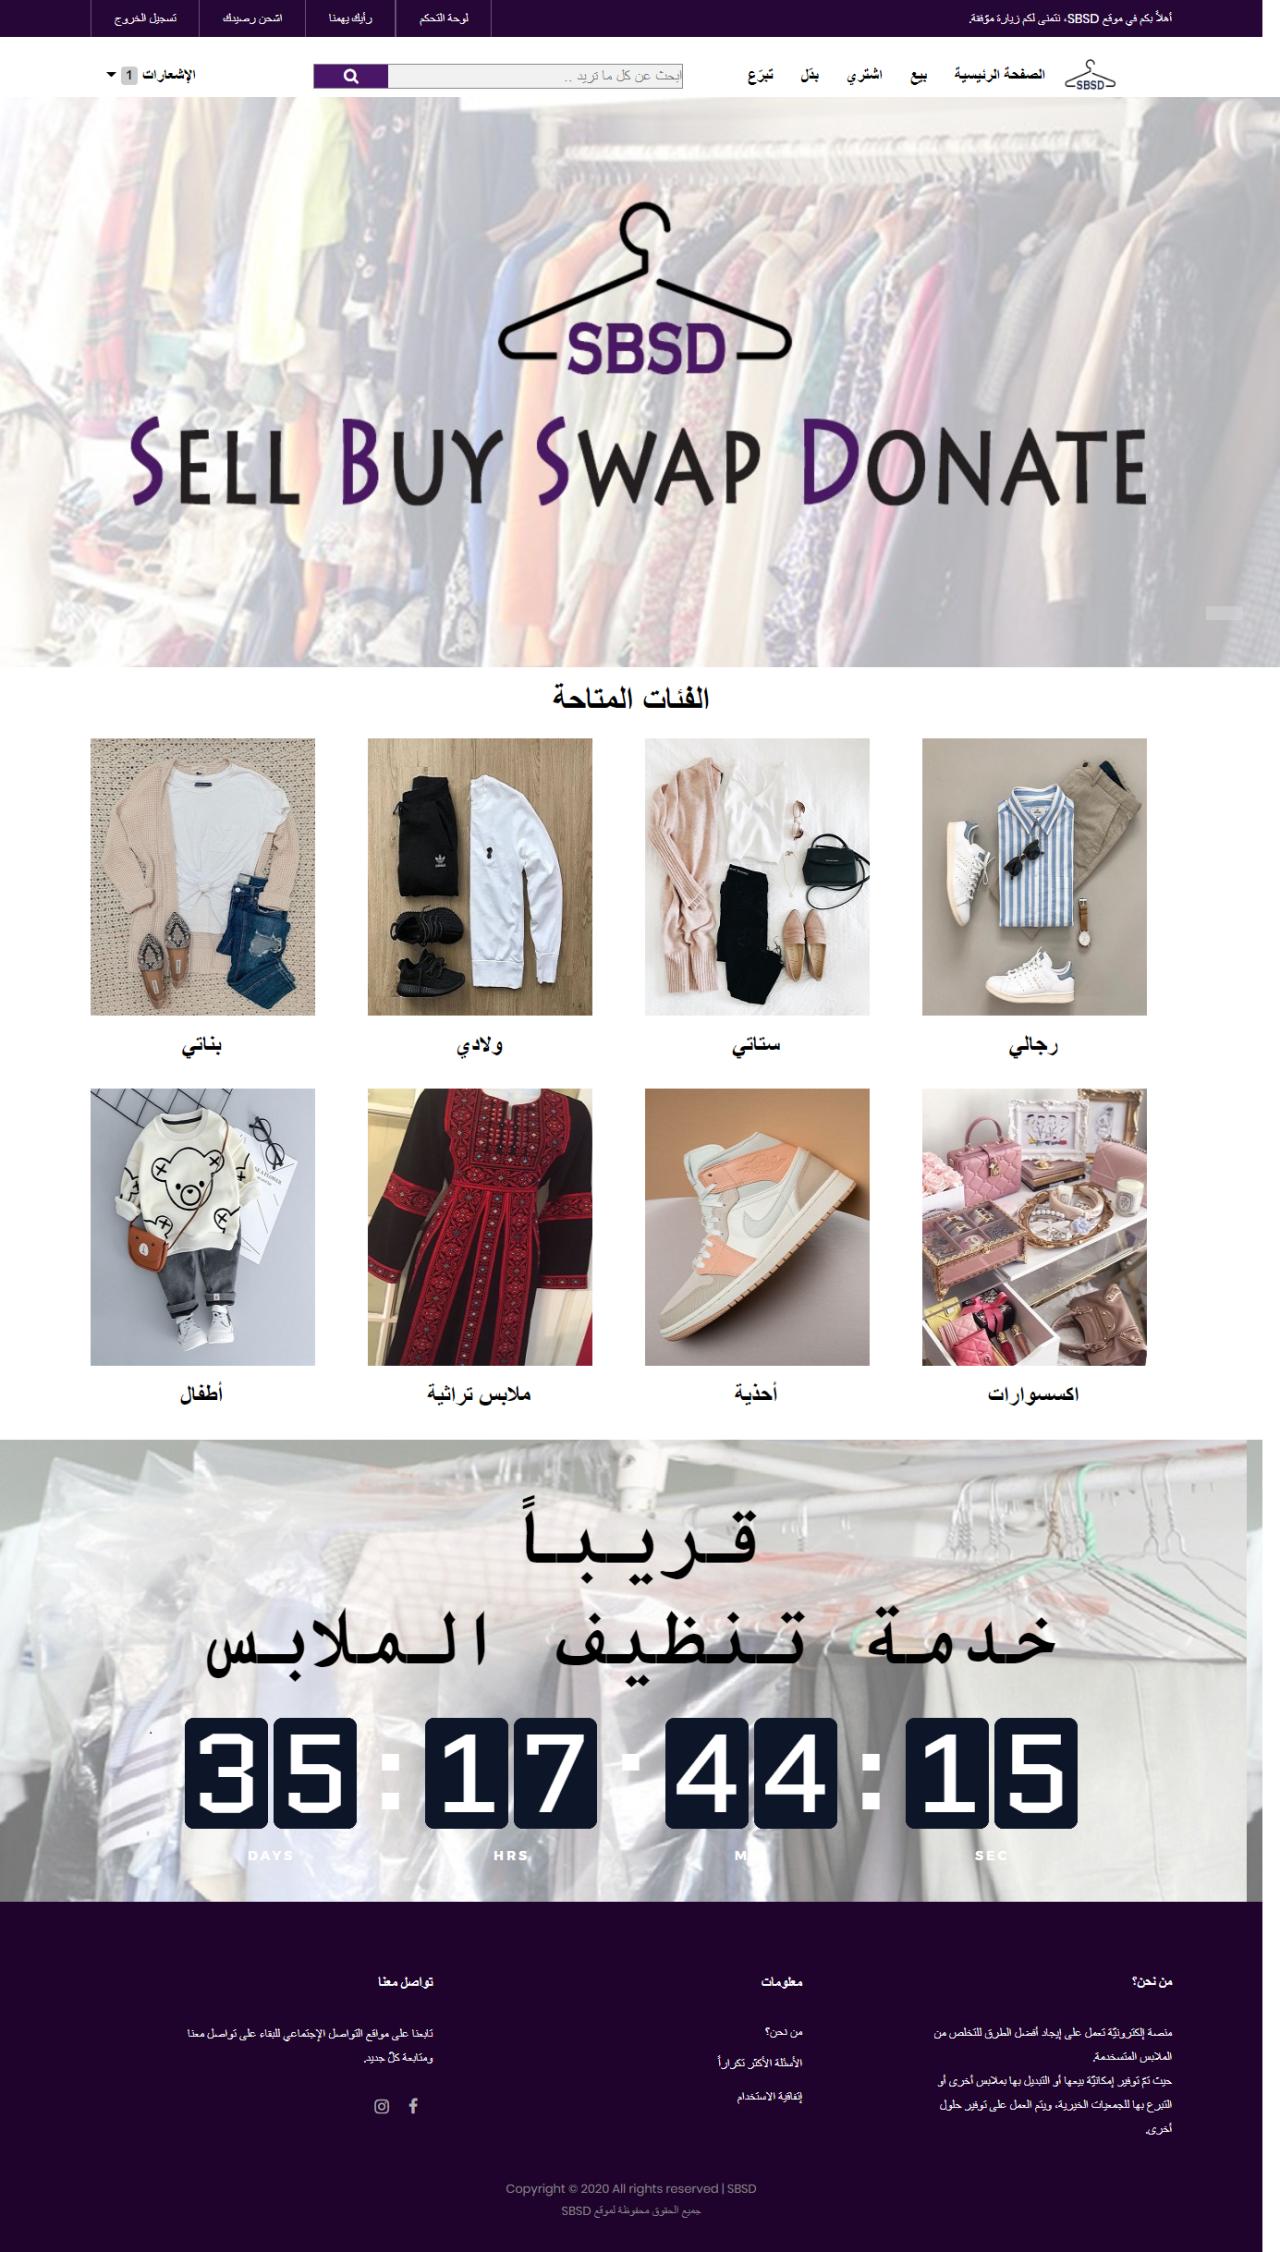 أهلاً بكم في موقع SBSD، نتمنى لكم زيارة موّفقة.
لوحة التحكم
رأيك يهمنا
اشحن رصيدك
تسجيل الخروج
SBSD
الصفحة الرئيسية
بيع
اشتري
بدّل
تبرّع
ابحث عن كل ما تريد ..
الإشعارات 1
SBSD
SELL BUY SWAP DONATE
الفئات المتاحة
رجالي
ستاتي
ولادي
بناتي
اكسسوارات
أحذية
ملابس تراثية
أطفال
قريباً
خدمة تنظيف الملابس
35:17:44:15
DAYS
HRS
SEC
من نحن؟
منصة إلكترونيّة تعمل على إيجاد أفضل الطرق للتخلص من
الملابس المتسخدمة.
حيث تمّ توفير إمكانيّة بيعها أو التبديل بها بملابس أخرى أو
التبرع بها للجمعيات الخيرية، ويتم العمل على توفير حلول
أخرى.
معلومات
من نحن؟
الأسئلة الأكثر تكراراً
إتفاقية الاستخدام
تواصل معنا
تابعنا على مواقع التواصل الإجتماعي للبقاء على تواصل معنا
ومتابعة كلّ جديد.
Copyright © 2020 All rights reserved | SBSD
جميع الحقوق محفوظة لموقع SBSD